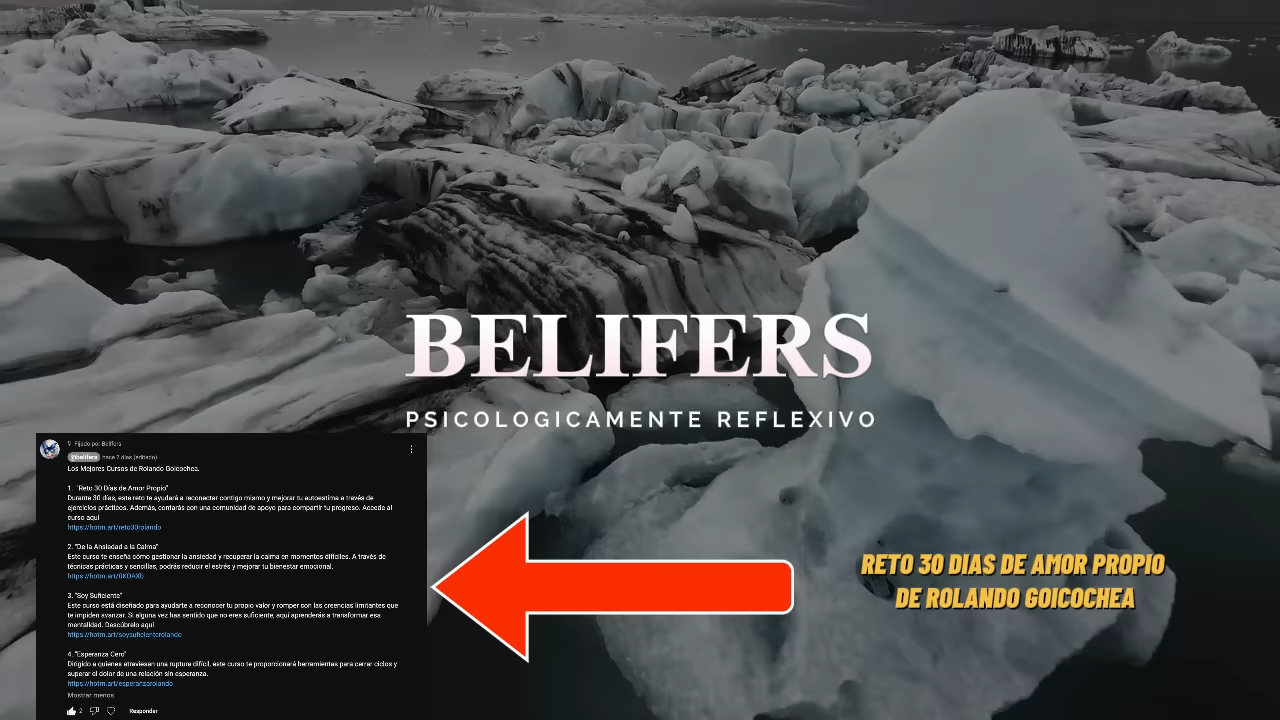 BELIFERS
PSICOLOGICAMENTE REFLEXIVO
Fijado por Belifers
@belifers hace 2 días (editado)
Los Mejores Cursos de Rolando Goicochea.
1. "Reto 30 Días de Amor Propio"
Durante 30 días, este reto te ayudará a reconectar contigo mismo y mejorar tu autoestima a través de
ejercicios prácticos. Además, contarás con una comunidad de apoyo para compartir tu progreso. Accede al
curso aquí
https://hotm.art/reto30rolando
2. "De la Ansiedad a la Calma"
Este curso te enseña cómo gestionar la ansiedad y recuperar la calma en momentos difíciles. A través de
técnicas prácticas y sencillas, podrás reducir el estrés y mejorar tu bienestar emocional.
https://hotm.art/0KOAXb
3. "Soy Suficiente"
Este curso está diseñado para ayudarte a reconocer tu propio valor y romper con las creencias limitantes que
te impiden avanzar. Si alguna vez has sentido que no eres suficiente, aquí aprenderás a transformar esa
mentalidad. Descúbrelo aquí
https://hotm.art/soysuficienterolando
4. "Esperanza Cero"
Dirigido a quienes atraviesan una ruptura difícil, este curso te proporcionará herramientas para cerrar ciclos y
superar el dolor de una relación sin esperanza.
https://hotm.art/esperanzarolando
Mostrar menos
2 Responder
RETO 30 DIAS DE AMOR PROPIO
DE ROLANDO GOICOCHEA